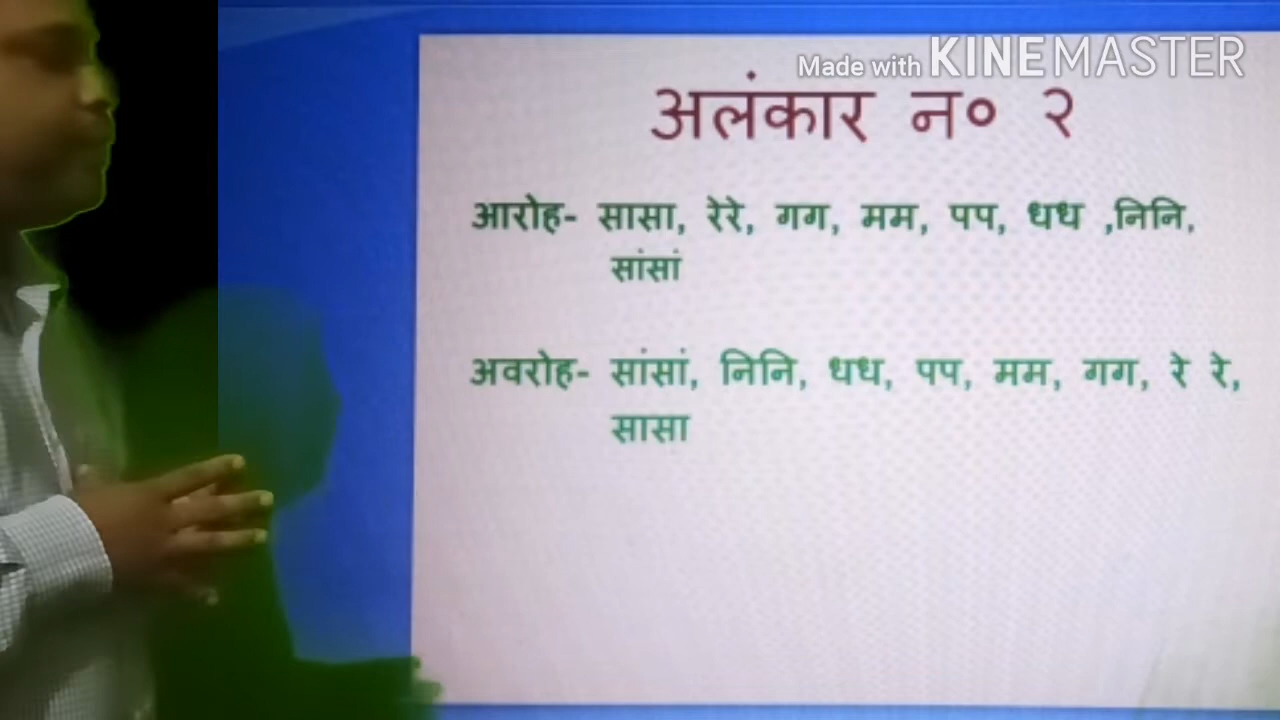 Made with KINEMASTER
अलंकार न० २
आरोह- सासा, रेरे, गग, मम, पप, धध ,निनि,
सांसां
अवरोह- सांसां, निनि, धध, पप, मम, गग, रे रे,
सासा